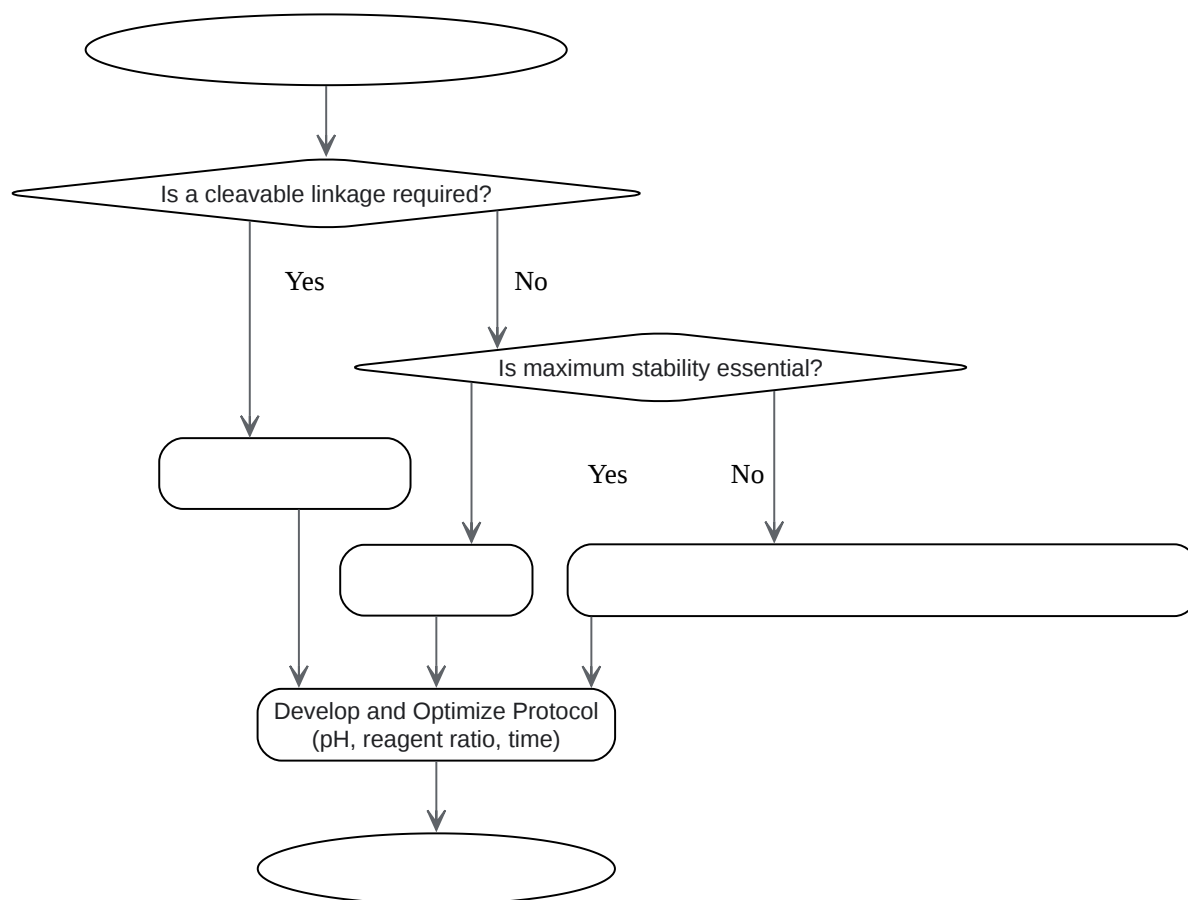 Is a cleavable linkage required?
Yes
No
Is maximum stability essential?
Yes
No
Develop and Optimize Protocol
(pH, reagent ratio, time)